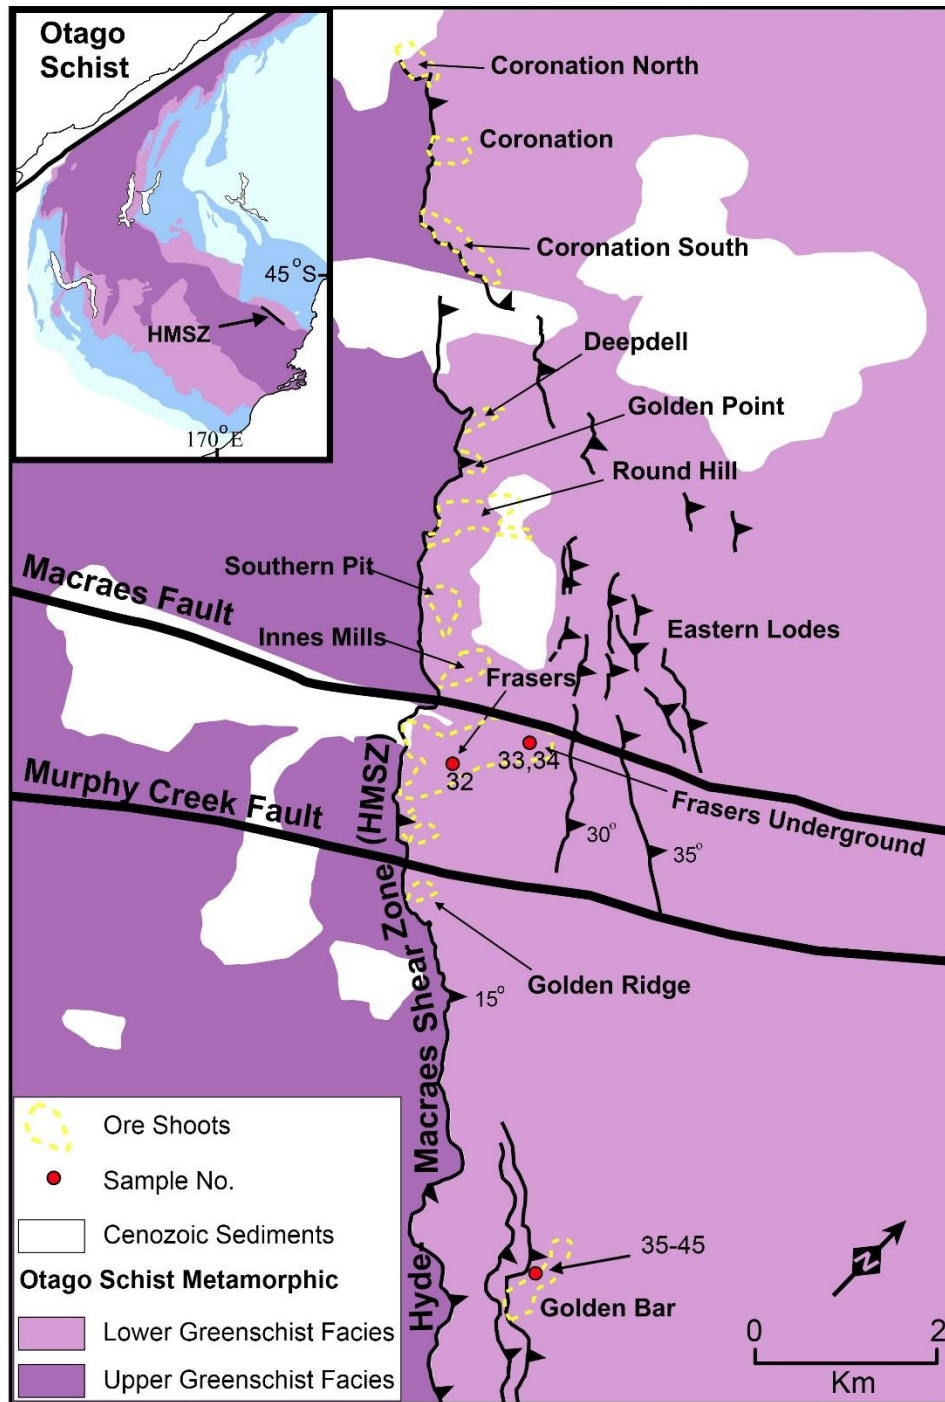 Otago
Schist
45°S
HMSZ
170°E
Coronation North
Coronation
Coronation South
Deepdell
Golden Point
Round Hill
Southern Pit
Macraes Fault
Innes Mills
Eastern Lodes
Frasers
33,34
32
Murphy Creek Fault
Frasers Underground
30°
35°
Hyde Macraes Shear Zone (HMSZ)
Golden Ridge
15°
35-45
Golden Bar
N
0 2
Km
Ore Shoots
Sample No.
Cenozoic Sediments
Otago Schist Metamorphic
Lower Greenschist Facies
Upper Greenschist Facies